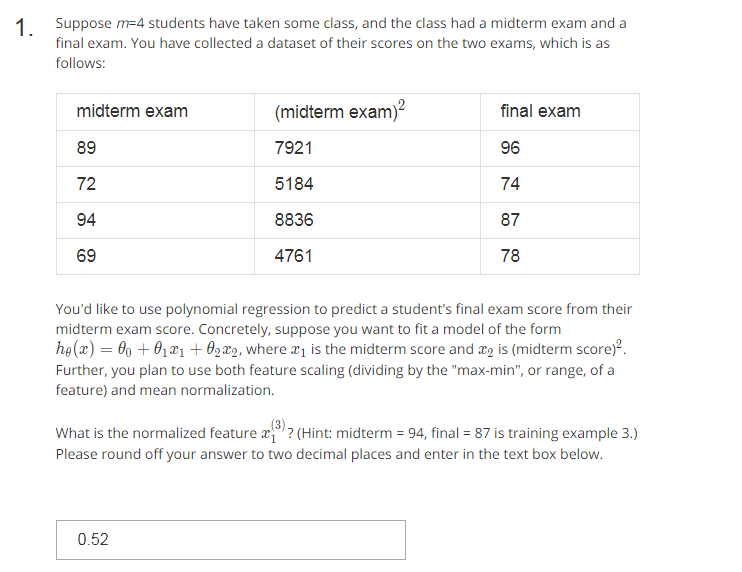 1. Suppose m=4 students have taken some class, and the class had a midterm exam and a
final exam. You have collected a dataset of their scores on the two exams, which is as
follows:
midterm exam (midterm exam)² final exam
89 7921 96
72 5184 74
94 8836 87
69 4761 78
You'd like to use polynomial regression to predict a student's final exam score from their
midterm exam score. Concretely, suppose you want to fit a model of the form
hθ(x) = θ₀ + θ₁x₁ + θ₂x₂, where x₁ is the midterm score and x₂ is (midterm score)².
Further, you plan to use both feature scaling (dividing by the "max-min", or range, of a
feature) and mean normalization.
What is the normalized feature x₁⁽³⁾? (Hint: midterm = 94, final = 87 is training example 3.)
Please round off your answer to two decimal places and enter in the text box below.
0.52